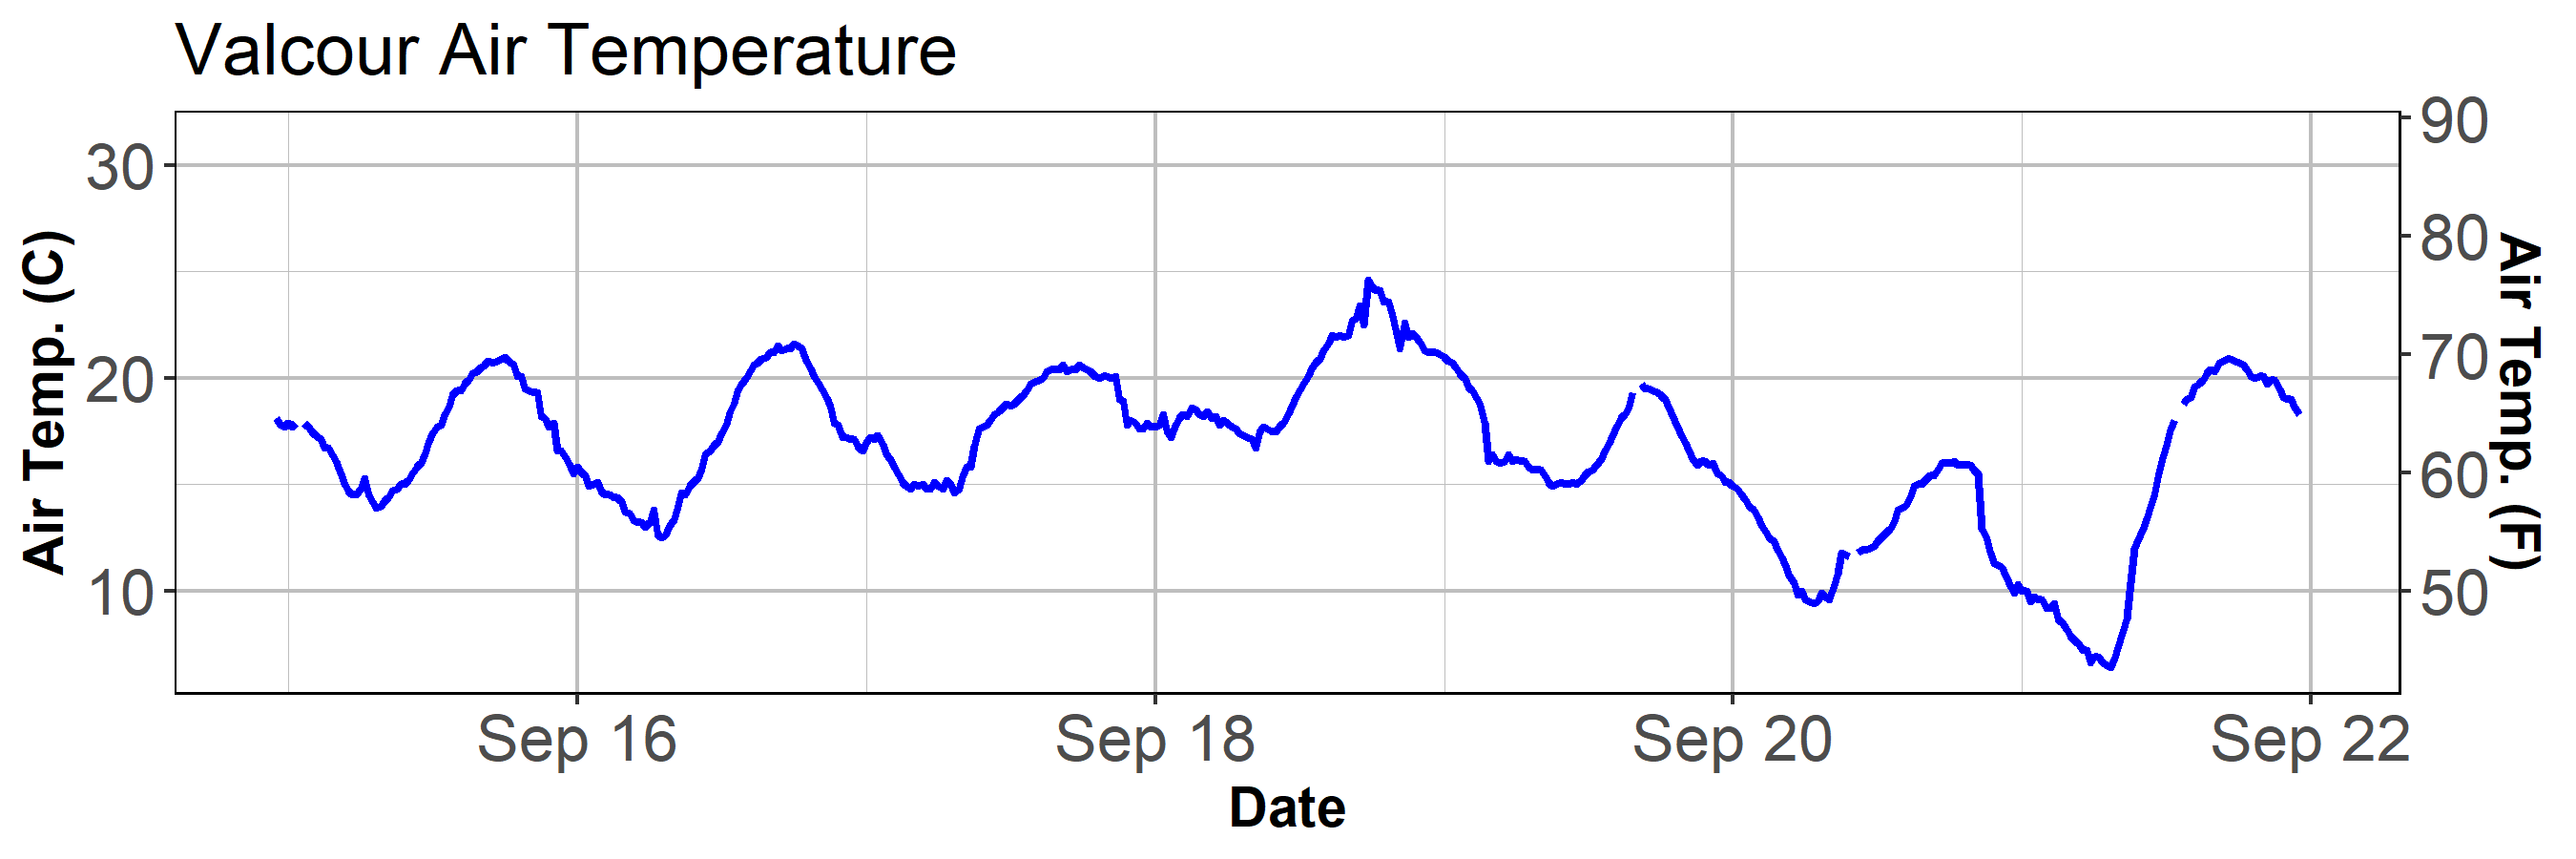 Valcour Air Temperature
Air Temp. (C)
30
20
10
90
80
70
60
50
Air Temp. (F)
Sep 16
Sep 18
Sep 20
Sep 22
Date